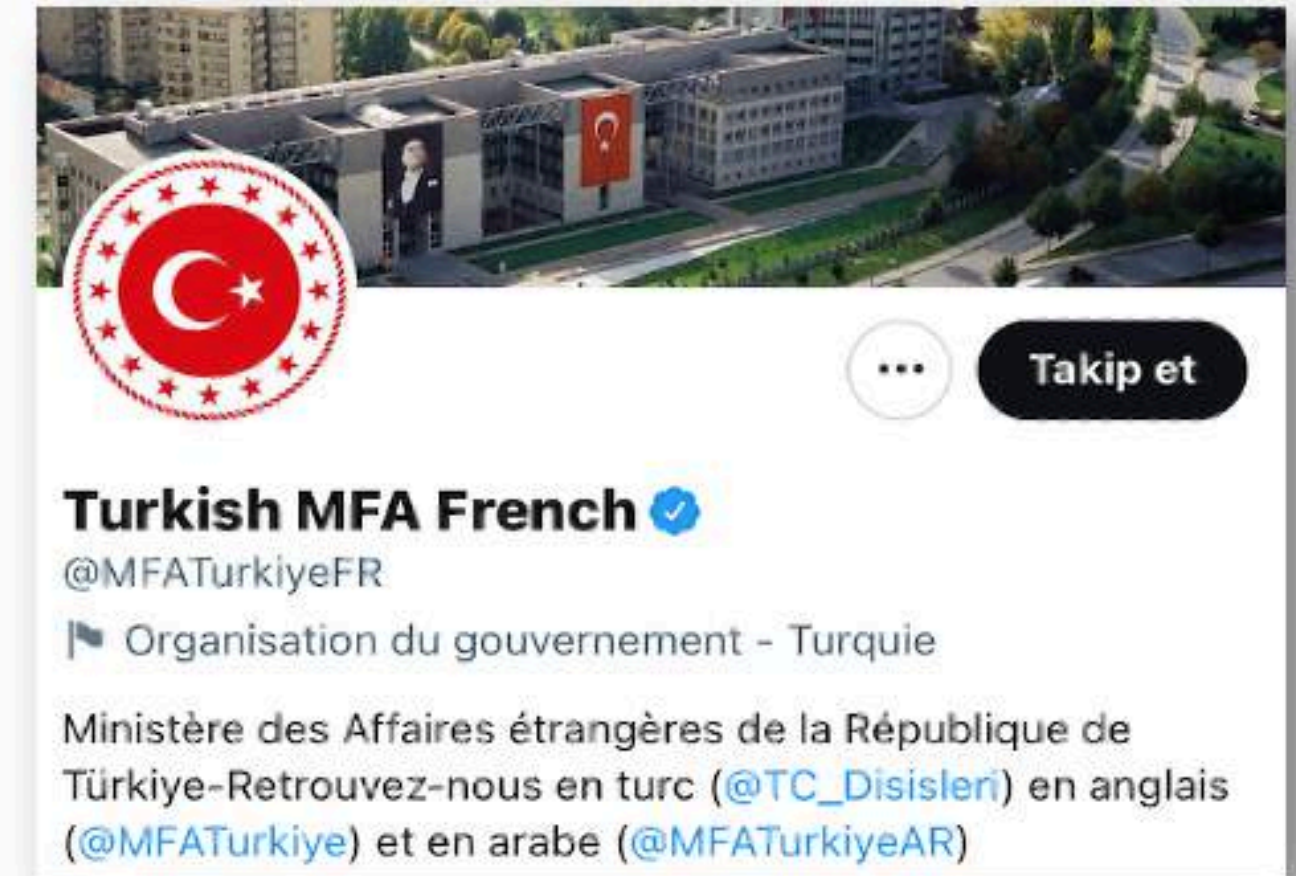 Takip et
Turkish MFA French
@MFATurkiyeFR
Organisation du gouvernement - Turquie
Ministère des Affaires étrangères de la République de
Türkiye-Retrouvez-nous en turc (@TC_Disisleri) en anglais
(@MFATurkiye) et en arabe (@MFATurkiyeAR)